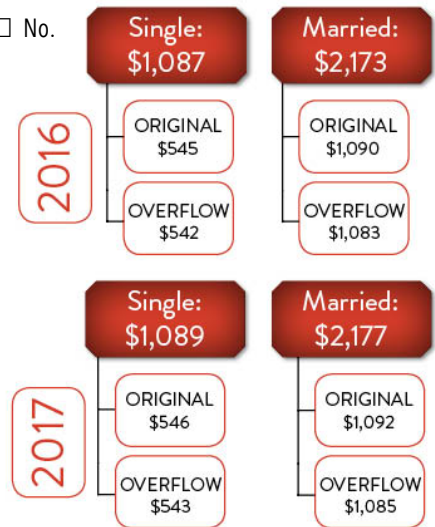 No.
Single:
$1,087
Married:
$2,173
2016
ORIGINAL
$545
ORIGINAL
$1,090
OVERFLOW
$542
OVERFLOW
$1,083
Single:
$1,089
Married:
$2,177
2017
ORIGINAL
$546
ORIGINAL
$1,092
OVERFLOW
$543
OVERFLOW
$1,085